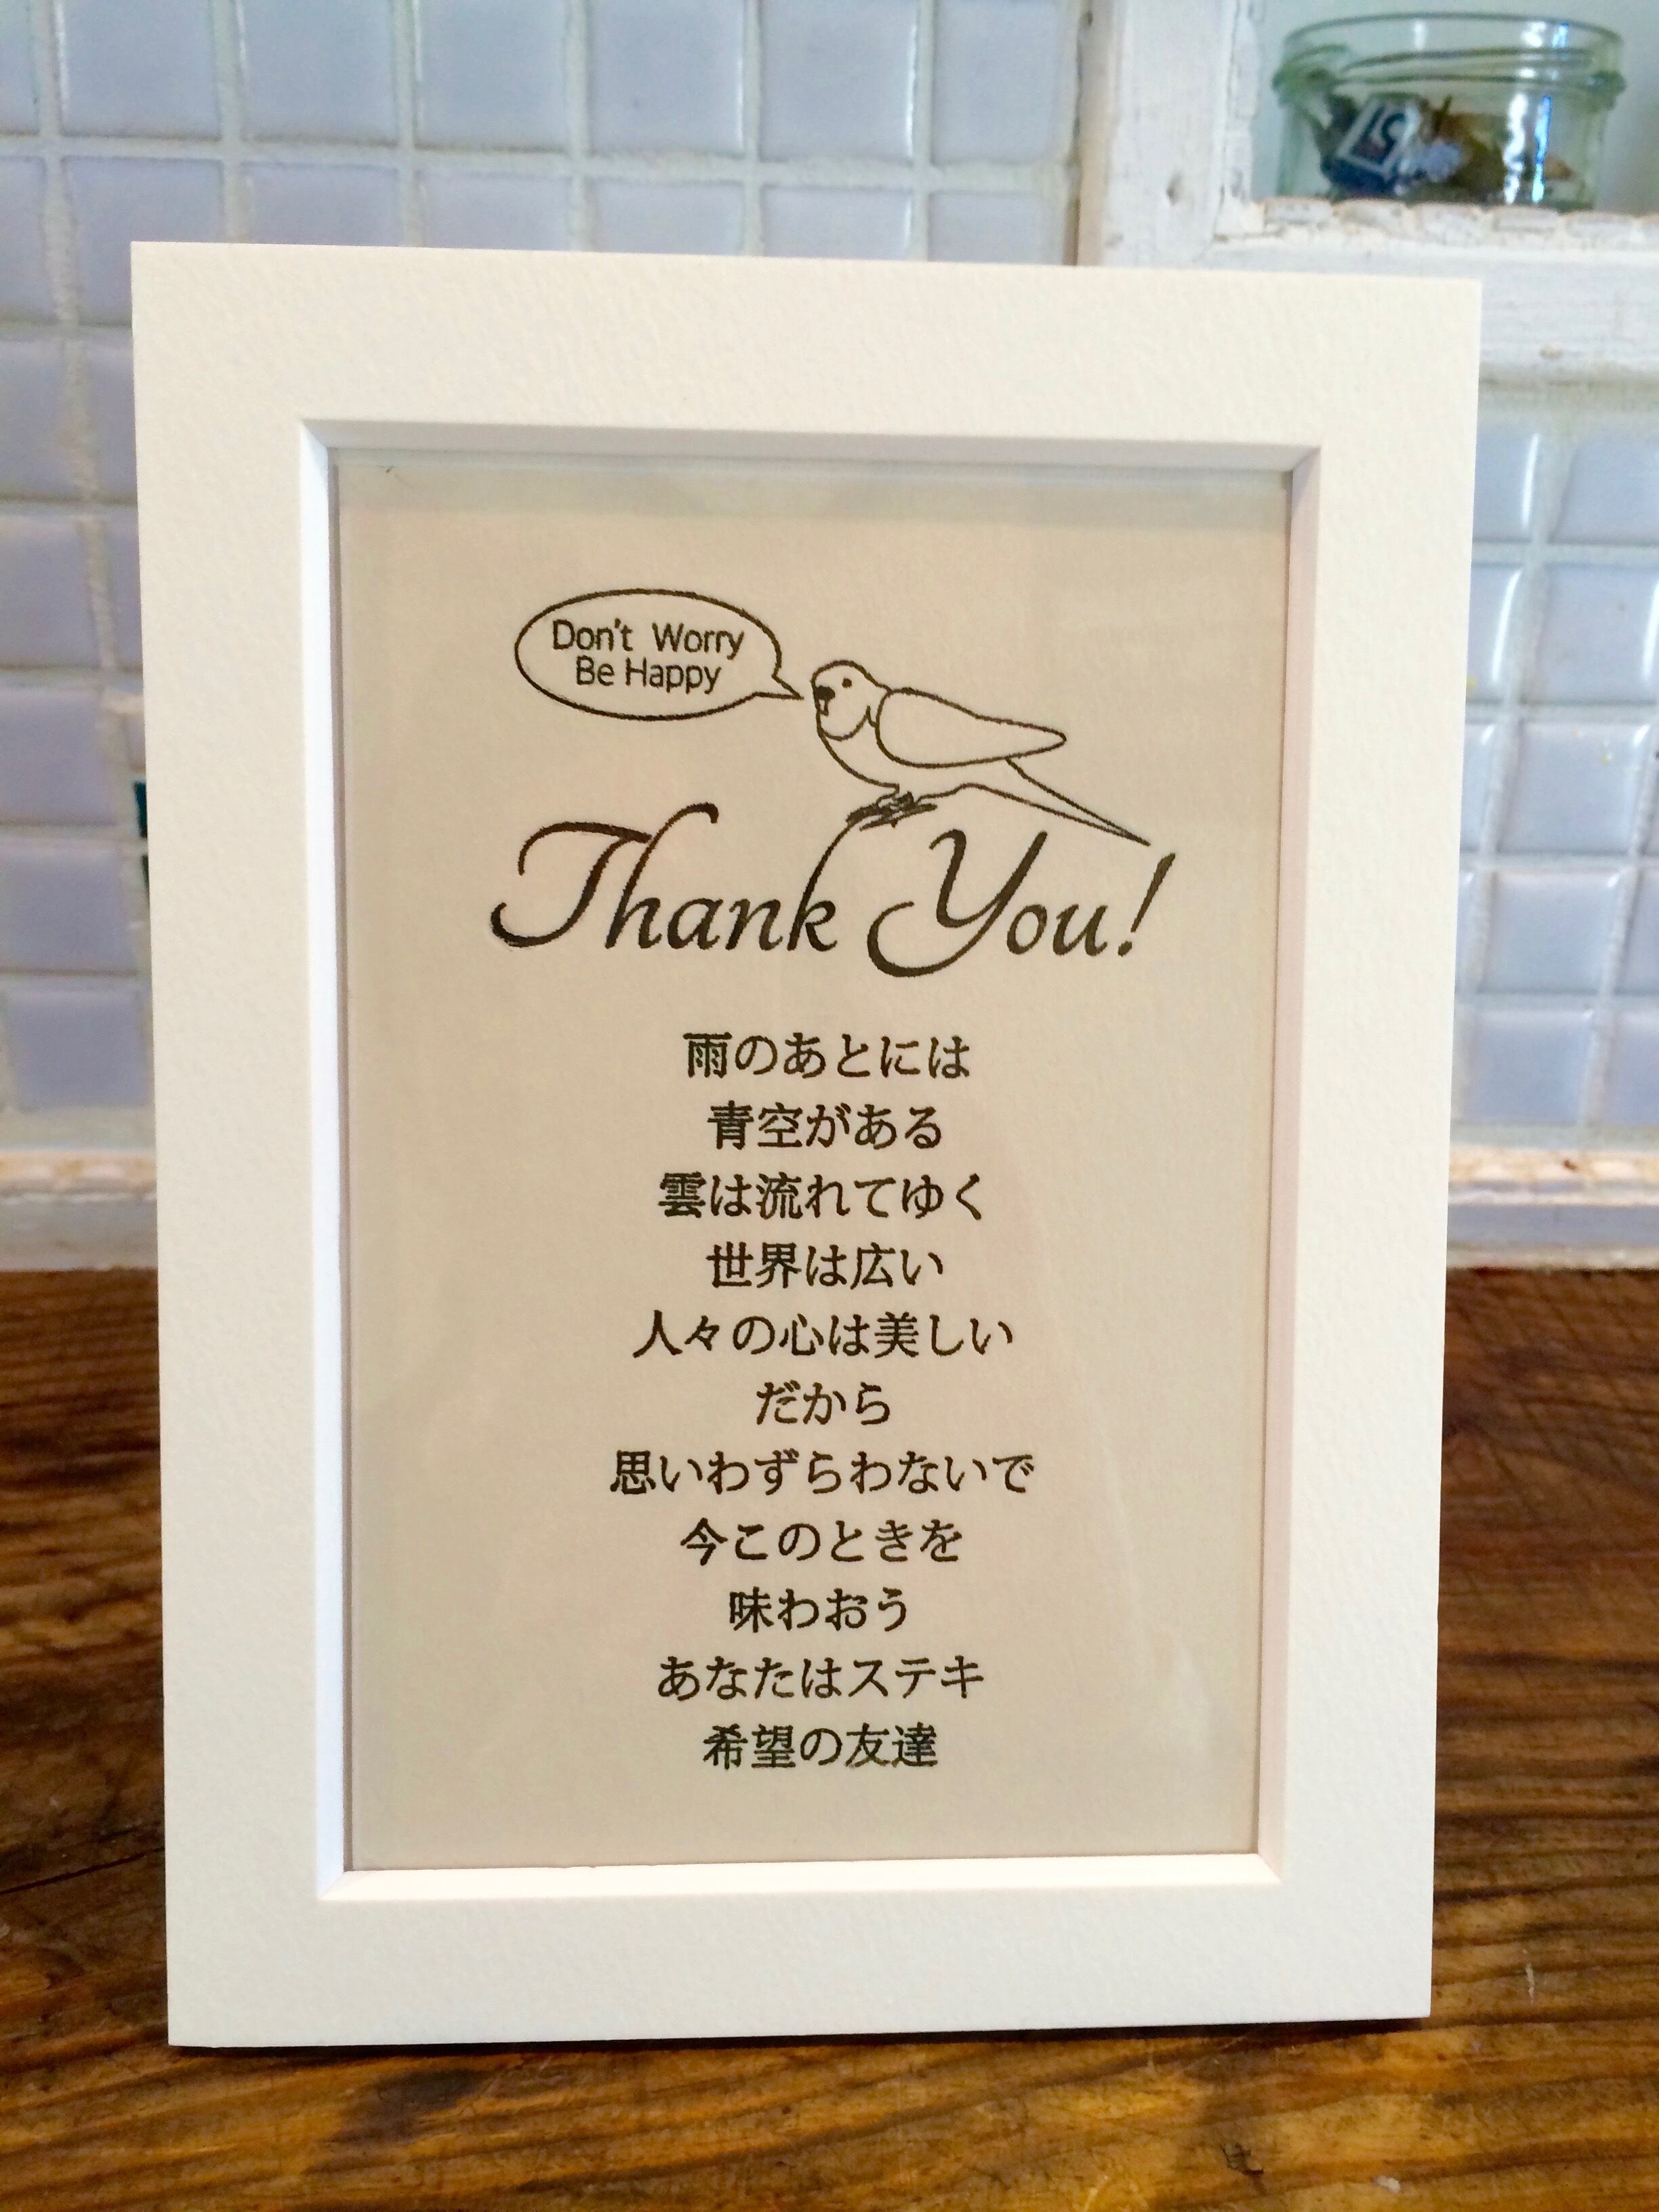 Don't Worry
Be Happy
Thank You!
雨のあとには
青空がある
雲は流れてゆく
世界は広い
人々の心は美しい
だから
思いわずらわないで
今このときを
味わおう
あなたはステキ
希望の友達